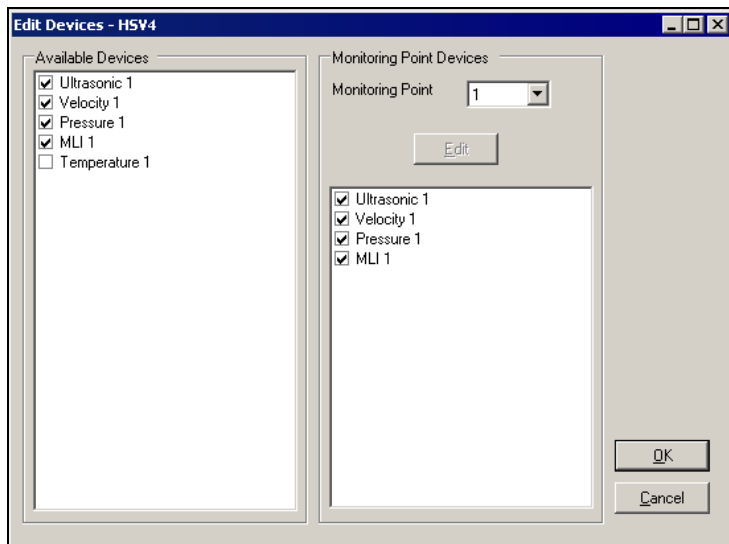 Edit Devices - HSV4
Available Devices
Ultrasonic 1
Velocity 1
Pressure 1
MLI 1
Temperature 1
Monitoring Point Devices
Monitoring Point
1
Edit
Ultrasonic 1
Velocity 1
Pressure 1
MLI 1
OK
Cancel